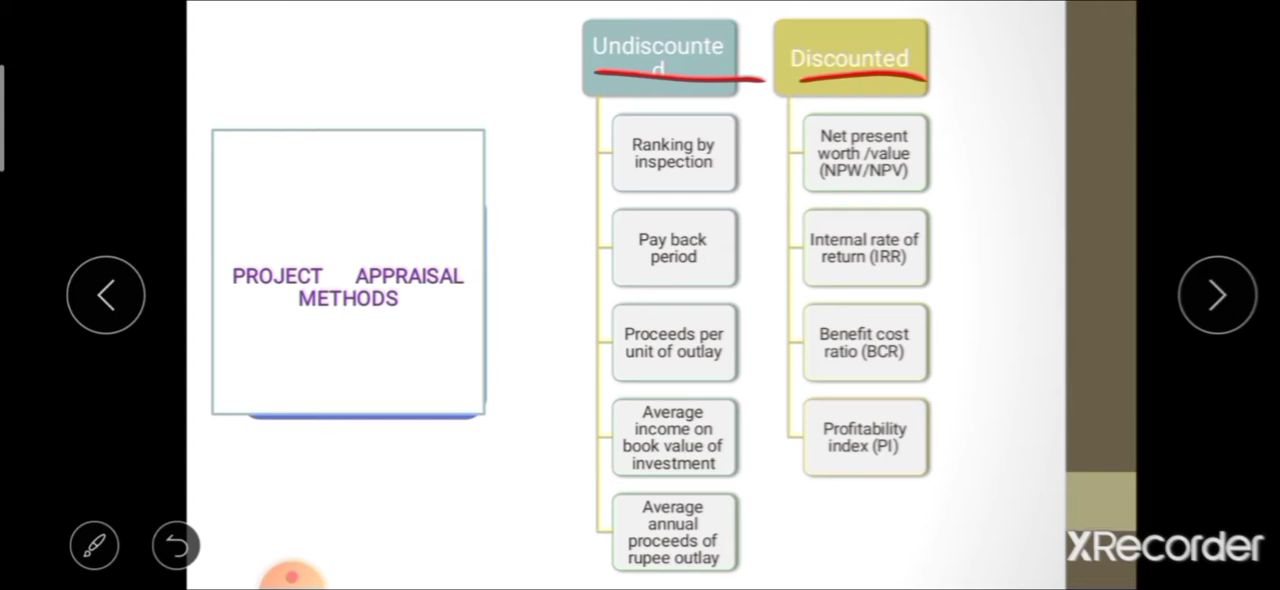 PROJECT APPRAISAL
METHODS
Undiscounte
d
Ranking by
inspection
Pay back
period
Proceeds per
unit of outlay
Average
income on
book value of
investment
Average
annual
proceeds of
rupee outlay
Discounted
Net present
worth /value
(NPW/NPV)
Internal rate of
return (IRR)
Benefit cost
ratio (BCR)
Profitability
index (PI)
XRecorder